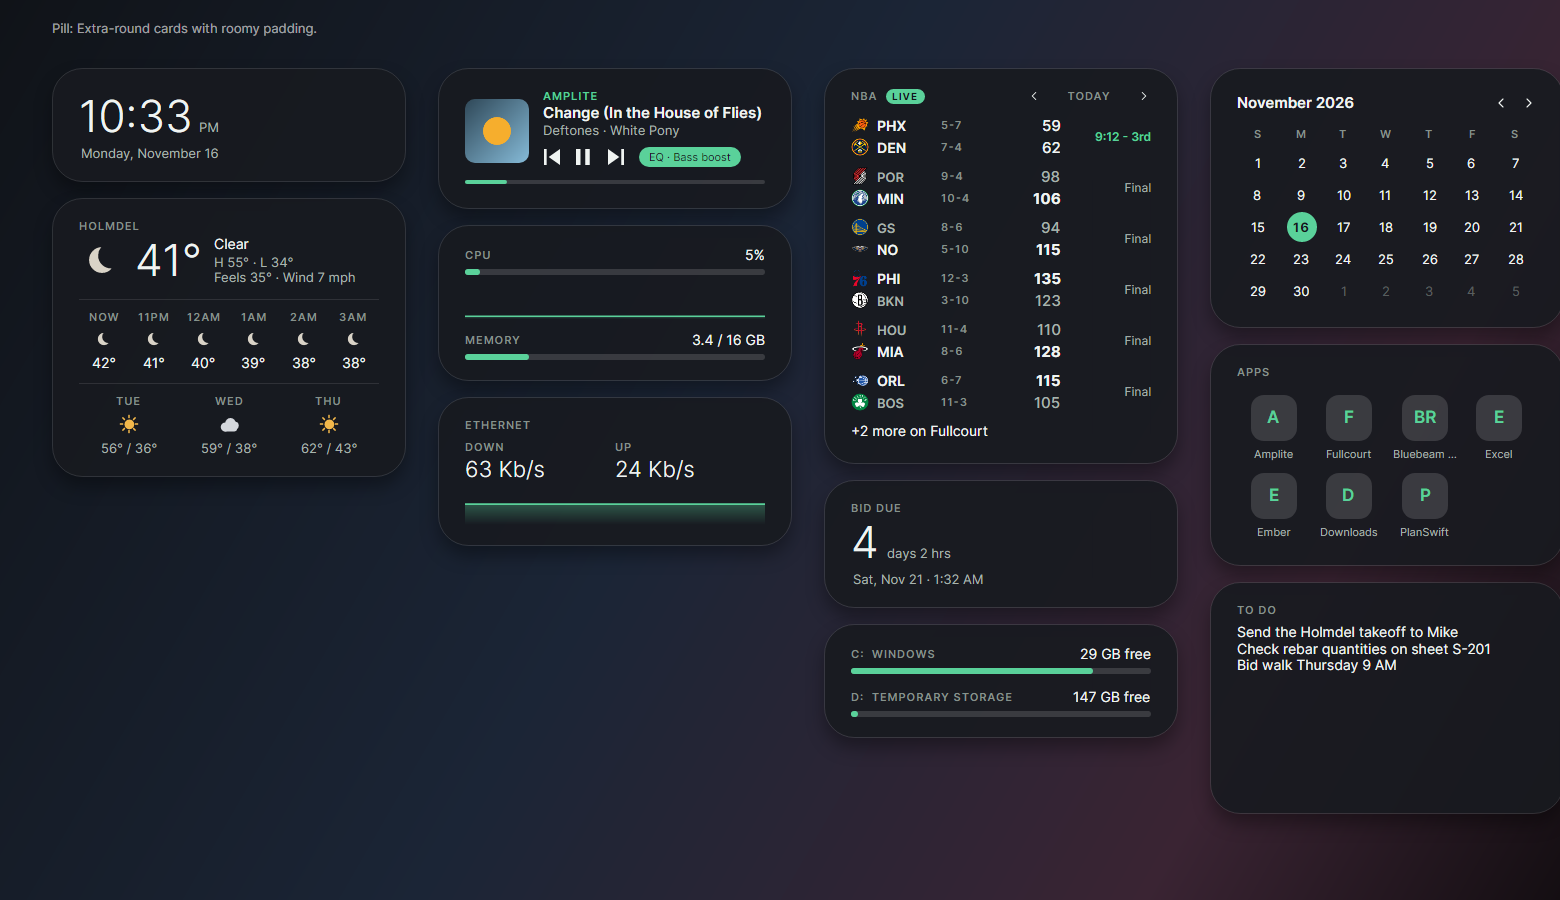 Pill: Extra-round cards with roomy padding.
10:33 PM
Monday, November 16
HOLMDEL
41°
Clear
H 55° · L 34°
Feels 35° · Wind 7 mph
NOW 11PM 12AM 1AM 2AM 3AM
42° 41° 40° 39° 38° 38°
TUE WED THU
56° / 36° 59° / 38° 62° / 43°
AMPLITE
Change (In the House of Flies)
Deftones · White Pony
EQ · Bass boost
CPU 5%
MEMORY 3.4 / 16 GB
ETHERNET
DOWN UP
63 Kb/s 24 Kb/s
NBA LIVE < TODAY >
PHX 5-7 59
9:12 - 3rd
DEN 7-4 62
POR 9-4 98
Final
MIN 10-4 106
GS 8-6 94
Final
NO 5-10 115
PHI 12-3 135
Final
BKN 3-10 123
HOU 11-4 110
Final
MIA 8-6 128
ORL 6-7 115
Final
BOS 11-3 105
+2 more on Fullcourt
BID DUE
4 days 2 hrs
Sat, Nov 21 · 1:32 AM
C: WINDOWS 29 GB free
D: TEMPORARY STORAGE 147 GB free
November 2026 < >
S M T W T F S
1 2 3 4 5 6 7
8 9 10 11 12 13 14
15 16 17 18 19 20 21
22 23 24 25 26 27 28
29 30 1 2 3 4 5
APPS
A F BR E
Amplite Fullcourt Bluebeam ... Excel
E D P
Ember Downloads PlanSwift
TO DO
Send the Holmdel takeoff to Mike
Check rebar quantities on sheet S-201
Bid walk Thursday 9 AM